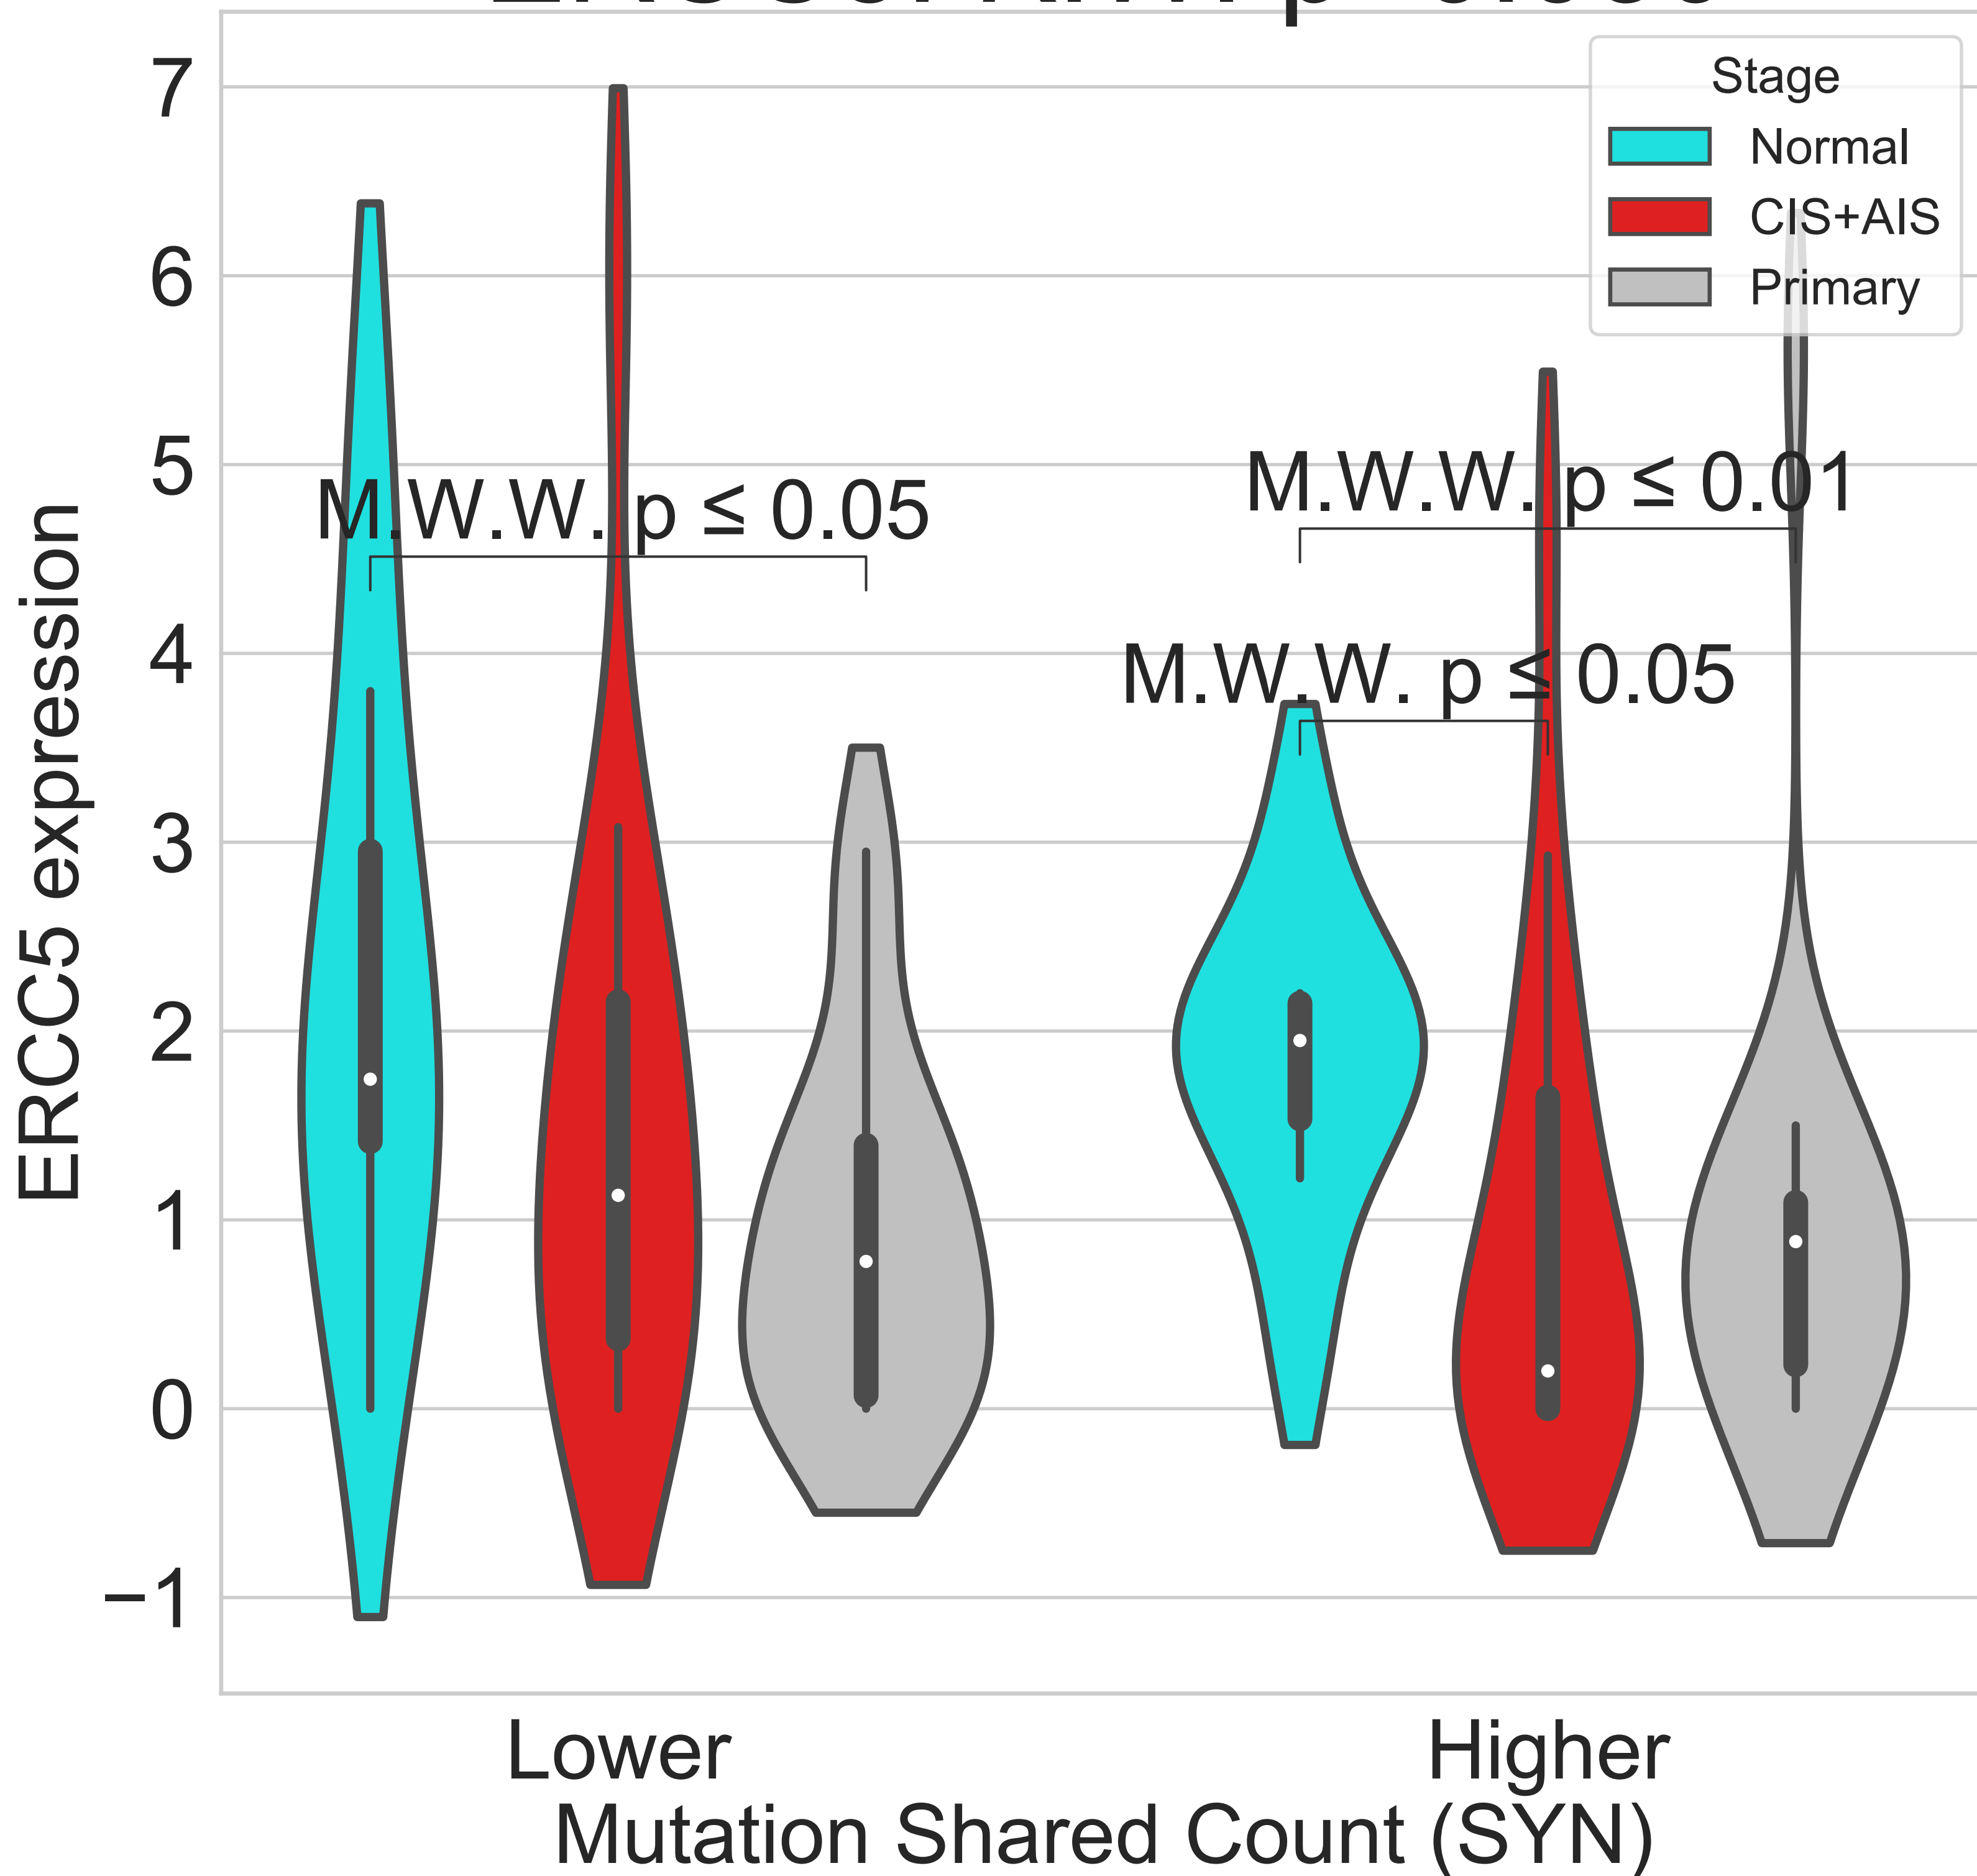 Stage
Normal
CIS+AIS
Primary
7
6
5
4
3
2
1
0
−1
ERCC5 expression
M.W.W. p ≤ 0.05
M.W.W. p ≤ 0.01
M.W.W. p ≤ 0.05
Lower
Higher
Mutation Shared Count (SYN)